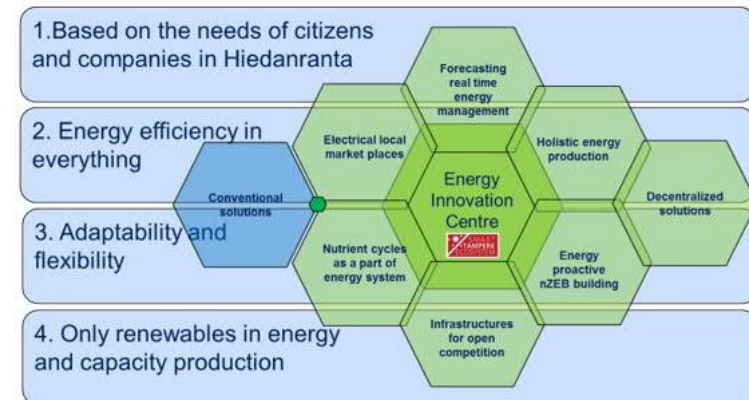 1.Based on the needs of citizens
and companies in Hiedanranta
2. Energy efficiency in
everything
3. Adaptability and
flexibility
4. Only renewables in energy
and capacity production
Forecasting
real time
energy
management
Electrical local
market places
Holistic energy
production
Conventional
solutions
Energy
Innovation
Centre
SMART
TAMPERE
ECOSYSTEM
Decentralized
solutions
Nutrient cycles
as a part of
energy system
Energy
proactive
nZEB building
Infrastructures
for open
competition